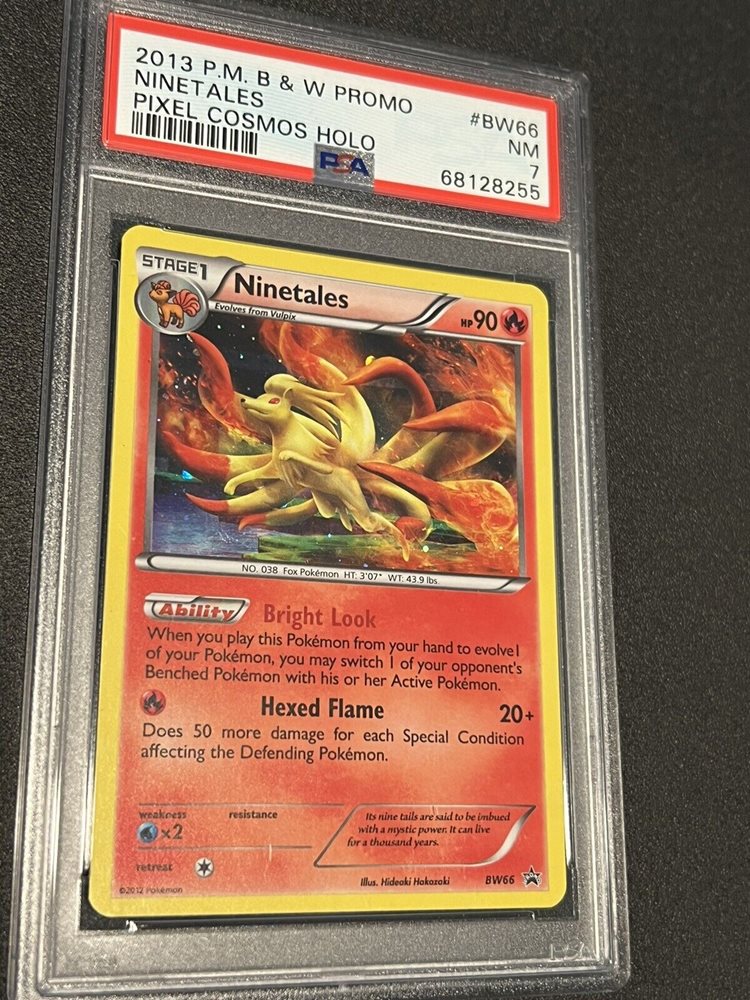 2013 P.M. B & W PROMO
#BW66
NINETALES
NM
PIXEL COSMOS HOLO
7
PSA
68128255
STAGE1
Ninetales
Evolves from Vulpix
HP90
NO. 038 Fox Pokémon HT: 3'07" WT: 43.9 lbs.
Ability
Bright Look
When you play this Pokémon from your hand to evolve 1
of your Pokémon, you may switch 1 of your opponent's
Benched Pokémon with his or her Active Pokémon.
Hexed Flame
20+
Does 50 more damage for each Special Condition
affecting the Defending Pokémon.
weakness
resistance
×2
Its nine tails are said to be imbued
with a mystic power. It can live
for a thousand years.
retreat
©2012 Pokémon
Illus. Hideaki Hakozaki
BW66
PSA